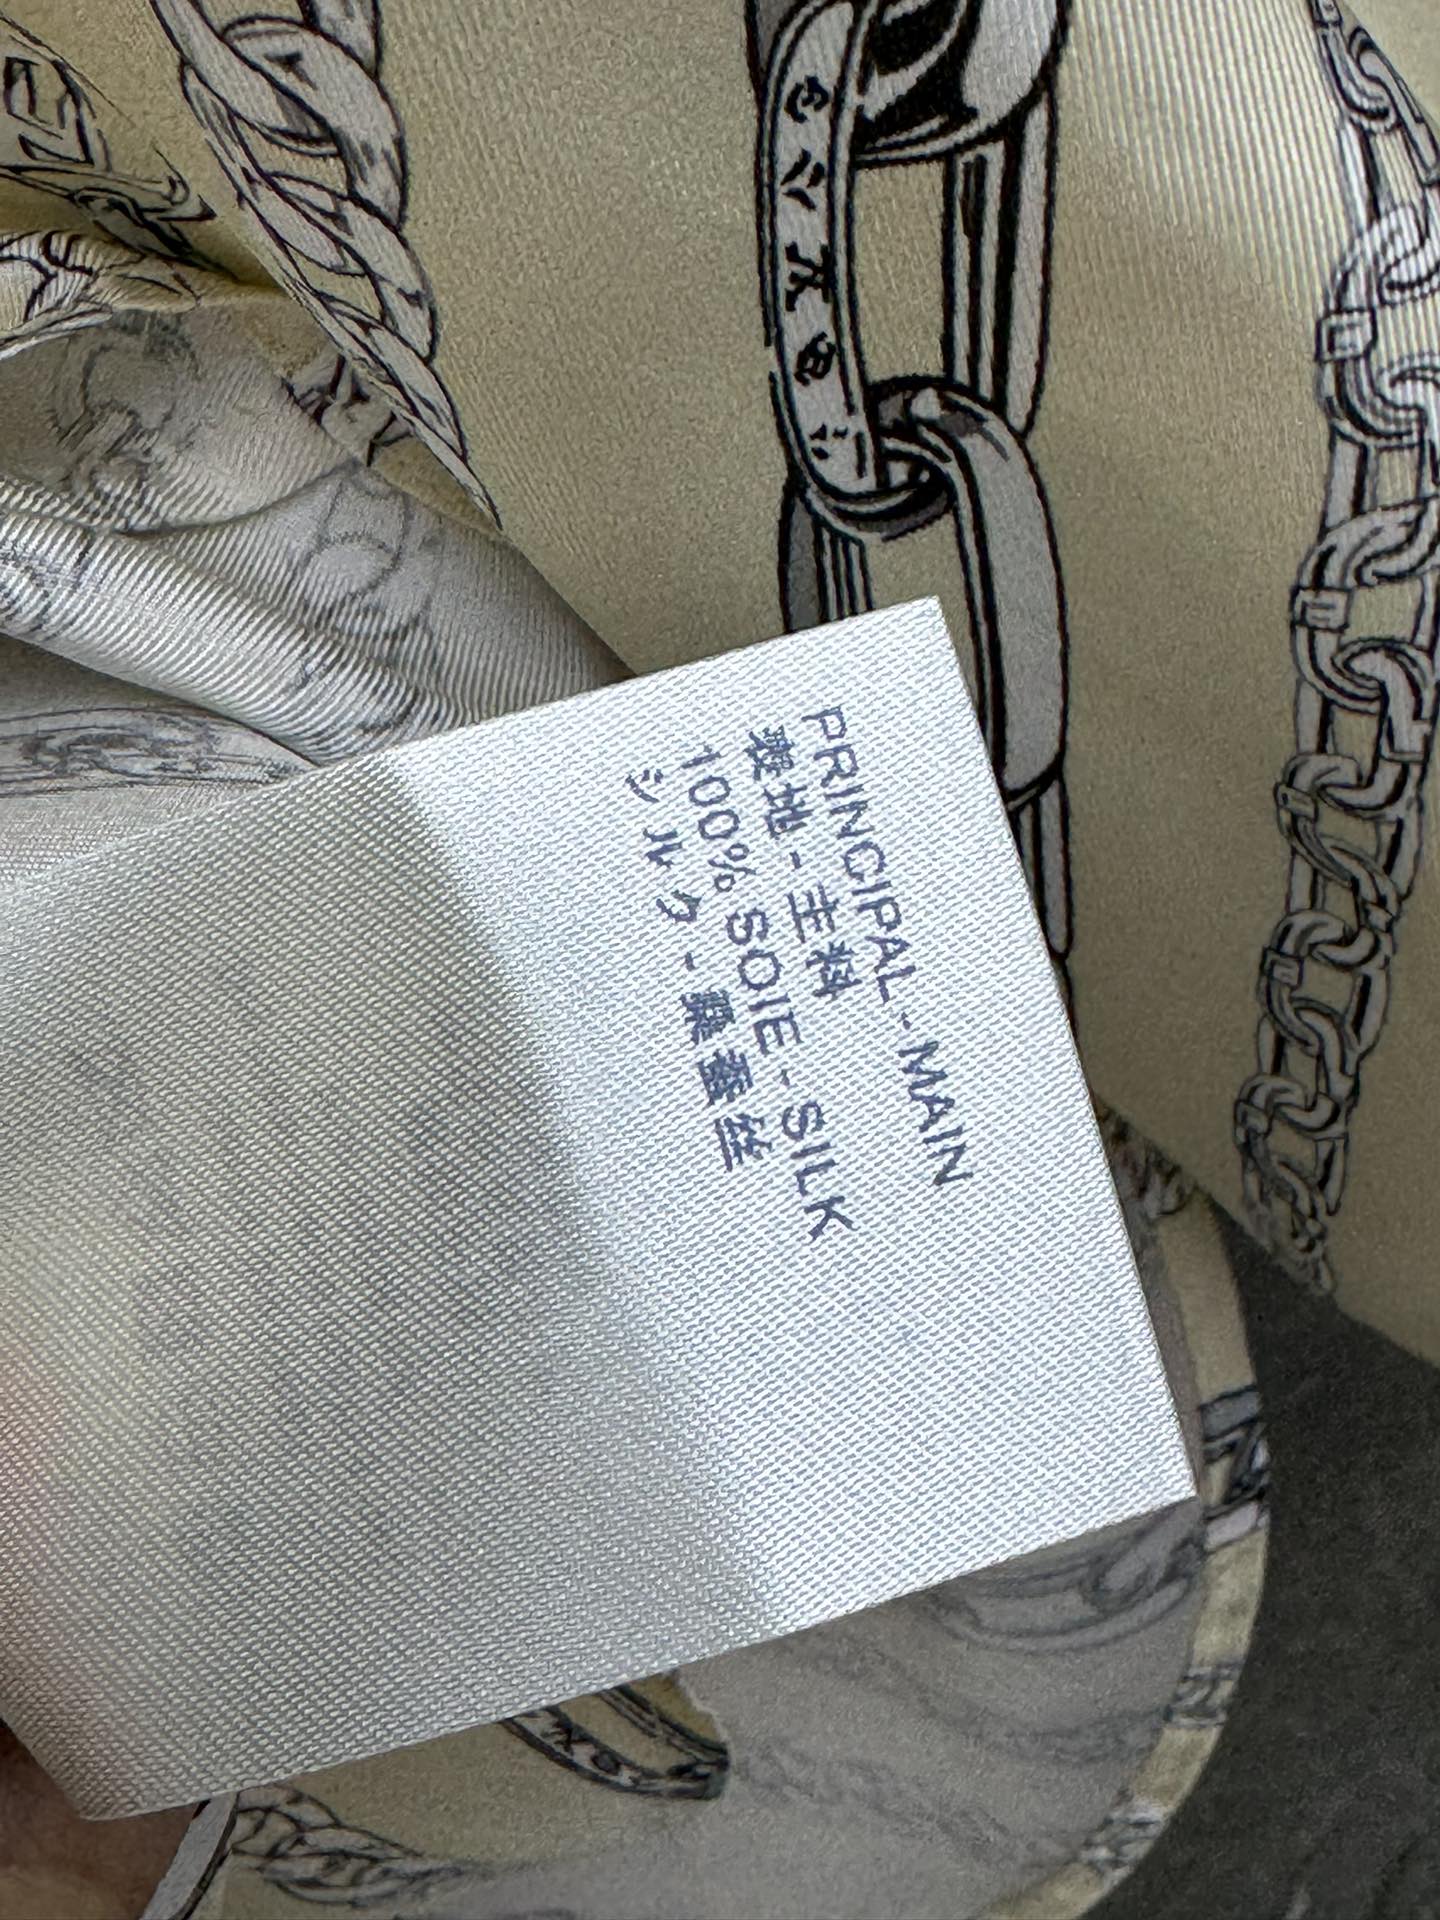 PRINCIPAL - MAIN
表地 - 主料
100% SOIE - SILK
シルク - 桑蚕丝